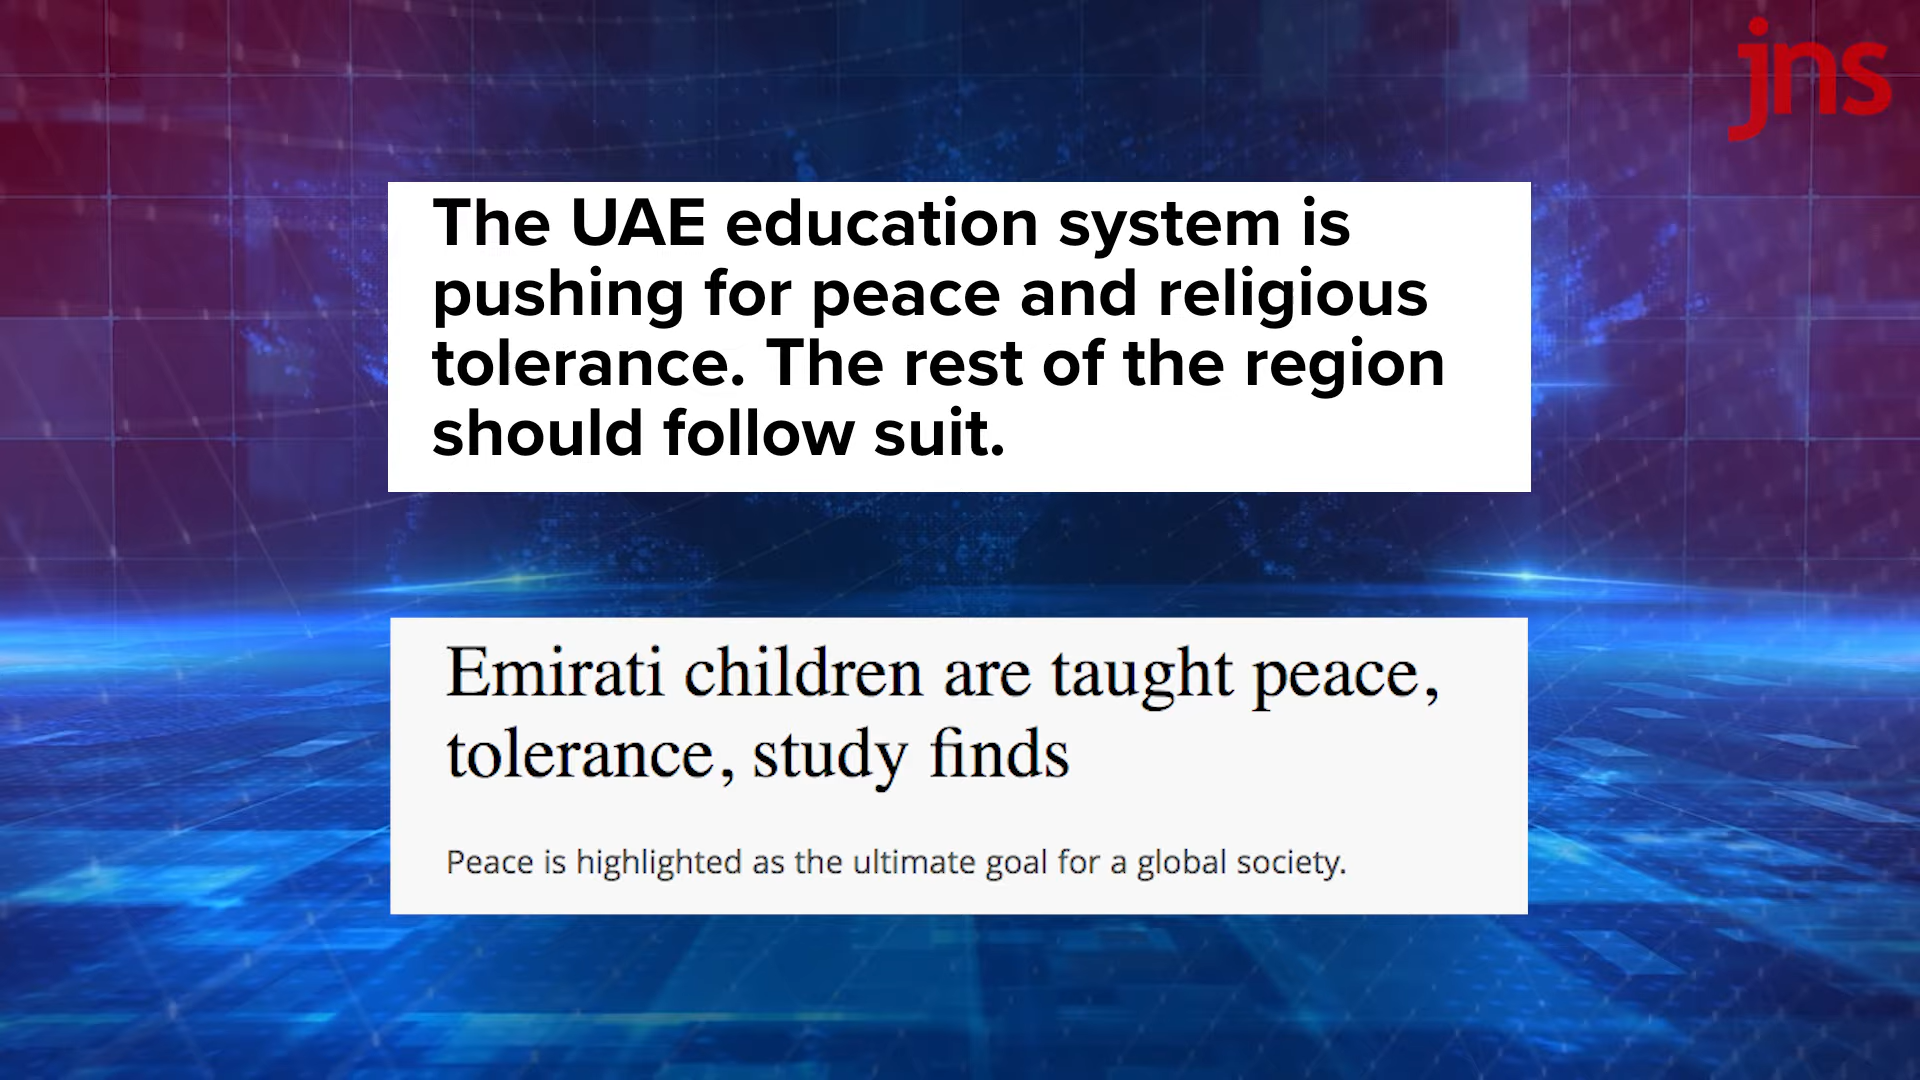 jns
The UAE education system is
pushing for peace and religious
tolerance. The rest of the region
should follow suit.
Emirati children are taught peace,
tolerance, study finds
Peace is highlighted as the ultimate goal for a global society.